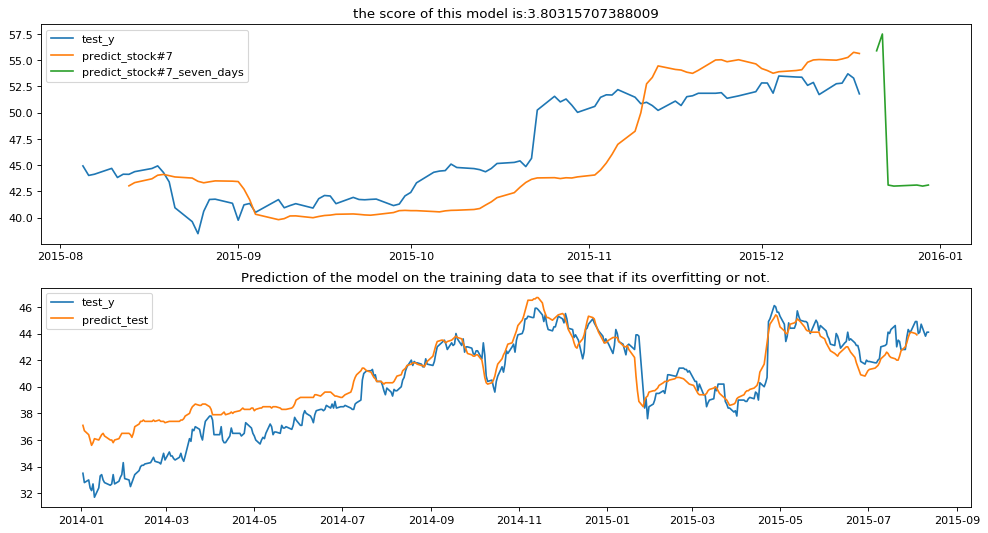 the score of this model is:3.80315707388009
57.5
55.0
52.5
50.0
47.5
45.0
42.5
40.0
test_y
predict_stock#7
predict_stock#7_seven_days
2015-08 2015-09 2015-10 2015-11 2015-12 2016-01
Prediction of the model on the training data to see that if its overfitting or not.
46
44
42
40
38
36
34
32
test_y
predict_test
2014-01 2014-03 2014-05 2014-07 2014-09 2014-11 2015-01 2015-03 2015-05 2015-07 2015-09